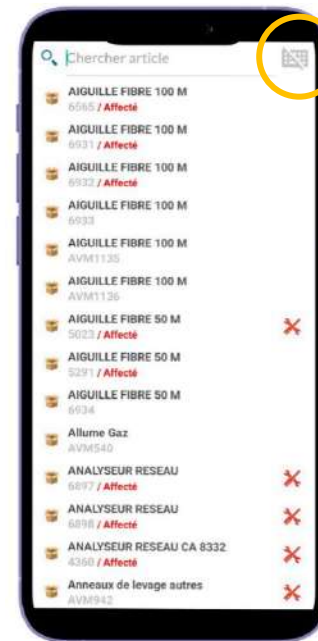 Chercher article
AIGUILLE FIBRE 100 M
6565 / Affecté
AIGUILLE FIBRE 100 M
6931 / Affecté
AIGUILLE FIBRE 100 M
6932 / Affecté
AIGUILLE FIBRE 100 M
6933
AIGUILLE FIBRE 100 M
AVM1135
AIGUILLE FIBRE 100 M
AVM1136
AIGUILLE FIBRE 50 M
5023 / Affecté
AIGUILLE FIBRE 50 M
5291 / Affecté
AIGUILLE FIBRE 50 M
6934
Allume Gaz
AVM540
ANALYSEUR RESEAU
6897 / Affecté
ANALYSEUR RESEAU
6898 / Affecté
ANALYSEUR RESEAU CA 8332
4360 / Affecté
Anneaux de levage autres
AVM942